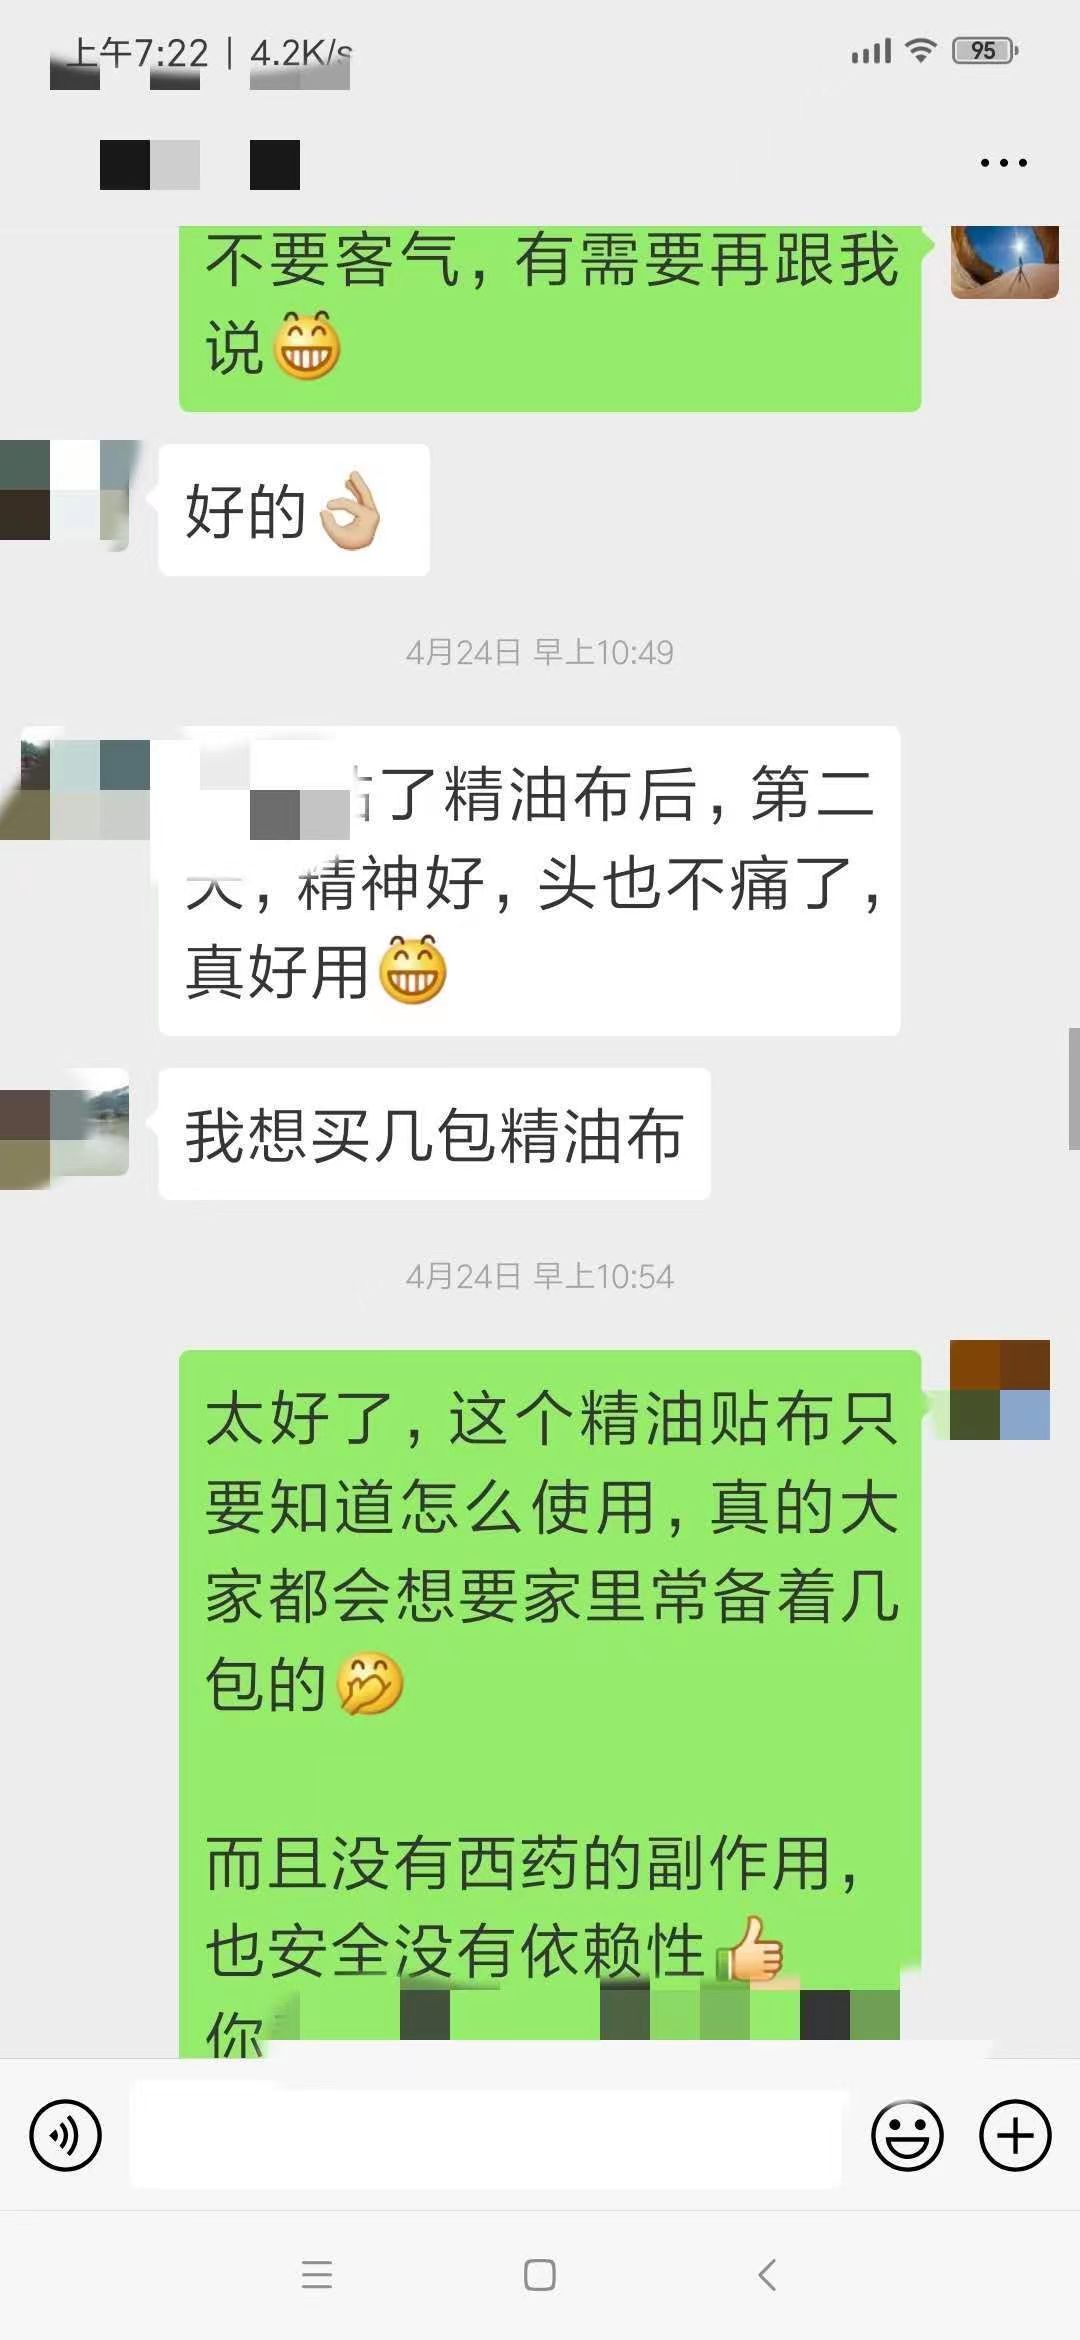 上午7:22 | 4.2K/s
95
不要客气，有需要再跟我
说
好的
4月24日 早上10:49
了精油布后，第二
天，精神好，头也不痛了，
真好用
我想买几包精油布
4月24日 早上10:54
太好了，这个精油贴布只
要知道怎么使用，真的大
家都会想要家里常备着几
包的
而且没有西药的副作用，
也安全没有依赖性
你